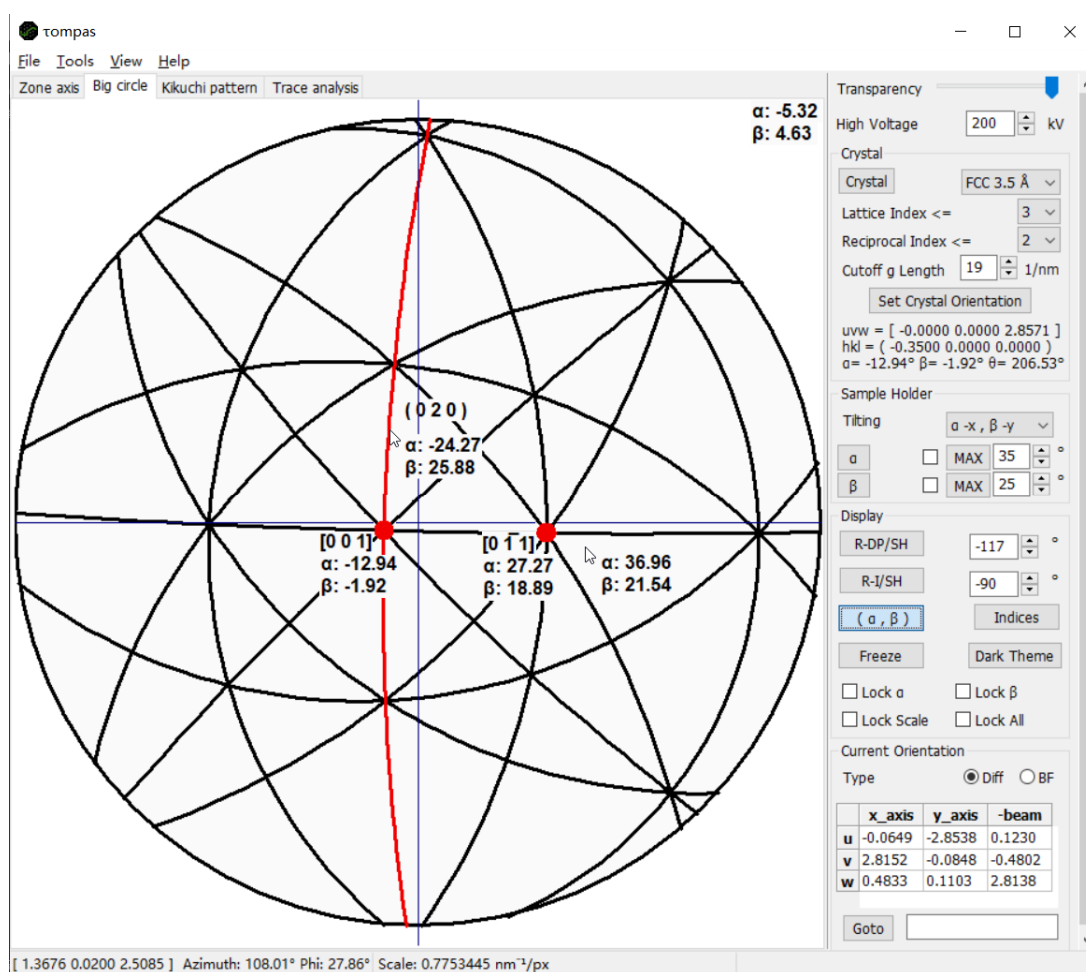 τompas
File Tools View Help
Zone axis Big circle Kikuchi pattern Trace analysis
α: -5.32
β: 4.63
( 0 2 0 )
α: -24.27
β: 25.88
[0 0 1]
α: -12.94
β: -1.92
[0 1̄ 1]
α: 27.27
β: 18.89
α: 36.96
β: 21.54
Transparency
High Voltage 200 kV
Crystal
Crystal FCC 3.5 Å
Lattice Index <= 3
Reciprocal Index <= 2
Cutoff g Length 19 1/nm
Set Crystal Orientation
uvw = [ -0.0000 0.0000 2.8571 ]
hkl = ( -0.3500 0.0000 0.0000 )
α= -12.94° β= -1.92° θ= 206.53°
Sample Holder
Tilting α -x , β -y
α MAX 35 °
β MAX 25 °
Display
R-DP/SH -117 °
R-I/SH -90 °
( α , β ) Indices
Freeze Dark Theme
Lock α Lock β
Lock Scale Lock All
Current Orientation
Type Diff BF
x_axis y_axis -beam
u -0.0649 -2.8538 0.1230
v 2.8152 -0.0848 -0.4802
w 0.4833 0.1103 2.8138
Goto
[ 1.3676 0.0200 2.5085 ] Azimuth: 108.01° Phi: 27.86° Scale: 0.7753445 nm⁻¹/px